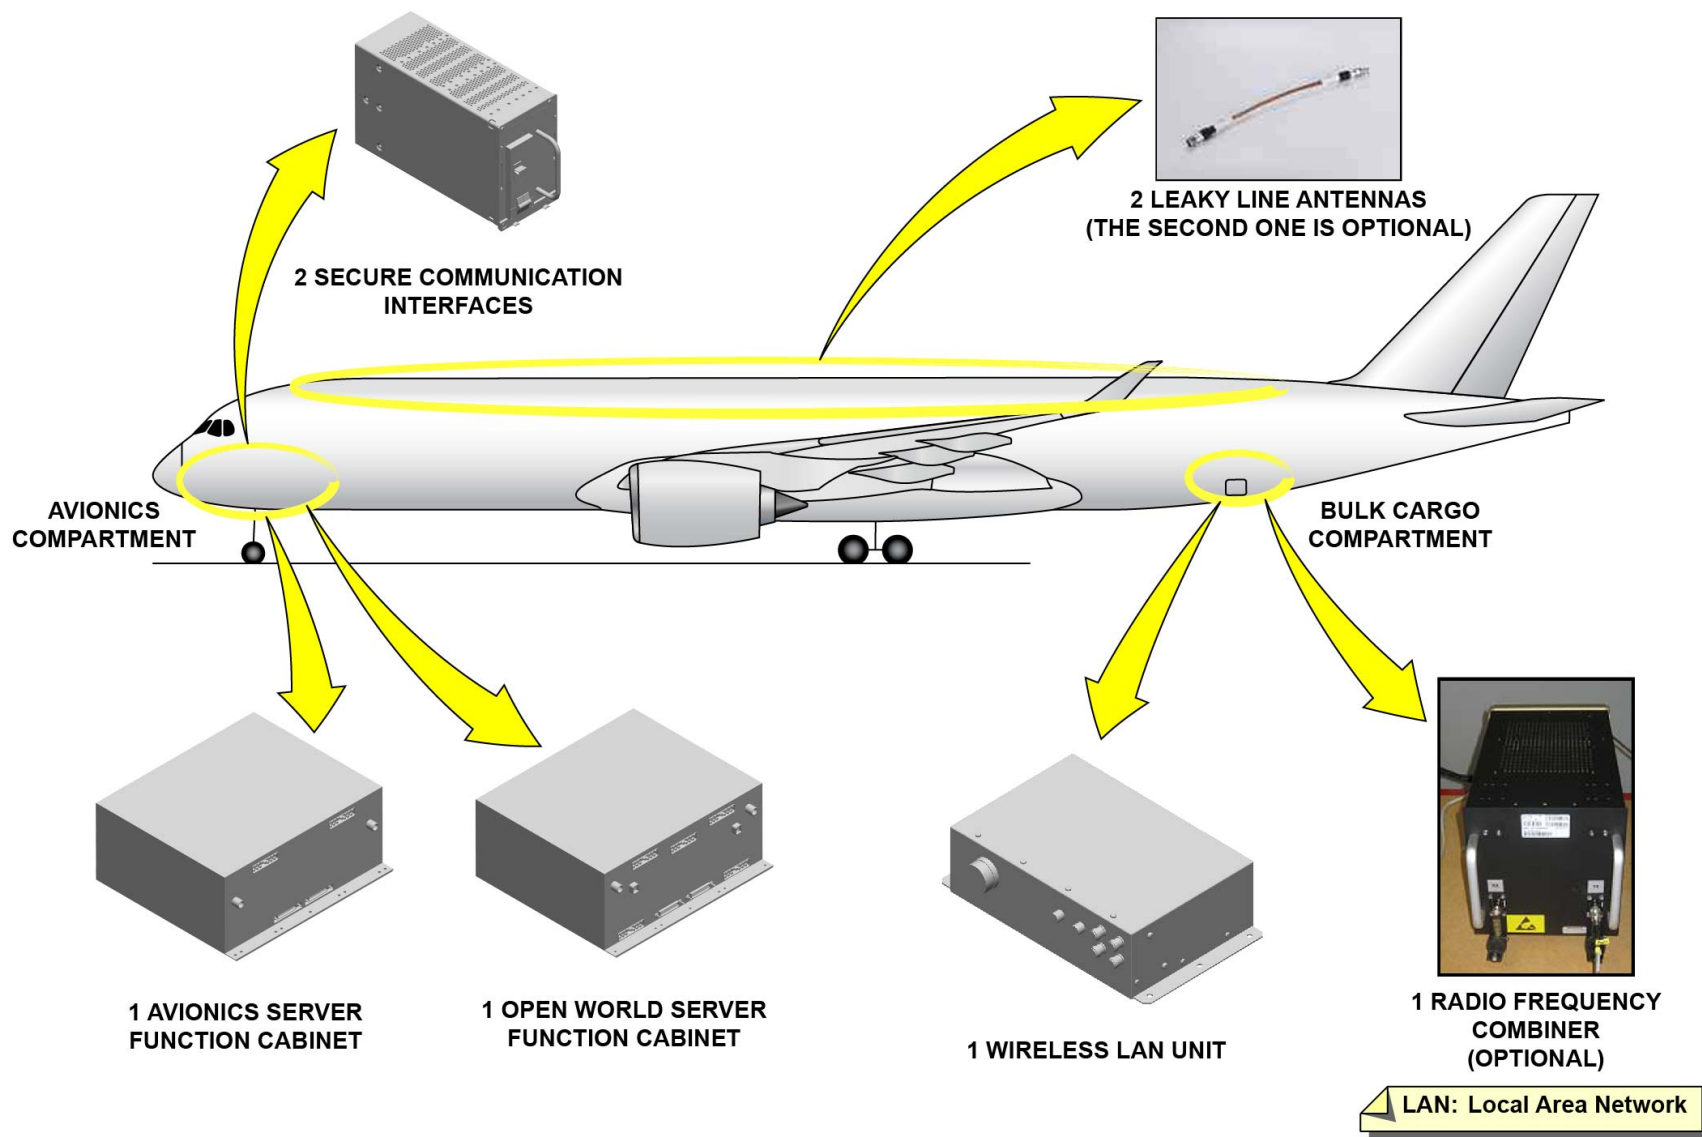 2 LEAKY LINE ANTENNAS
(THE SECOND ONE IS OPTIONAL)
2 SECURE COMMUNICATION
INTERFACES
AVIONICS
COMPARTMENT
BULK CARGO
COMPARTMENT
1 AVIONICS SERVER
FUNCTION CABINET
1 OPEN WORLD SERVER
FUNCTION CABINET
1 WIRELESS LAN UNIT
1 RADIO FREQUENCY
COMBINER
(OPTIONAL)
LAN: Local Area Network